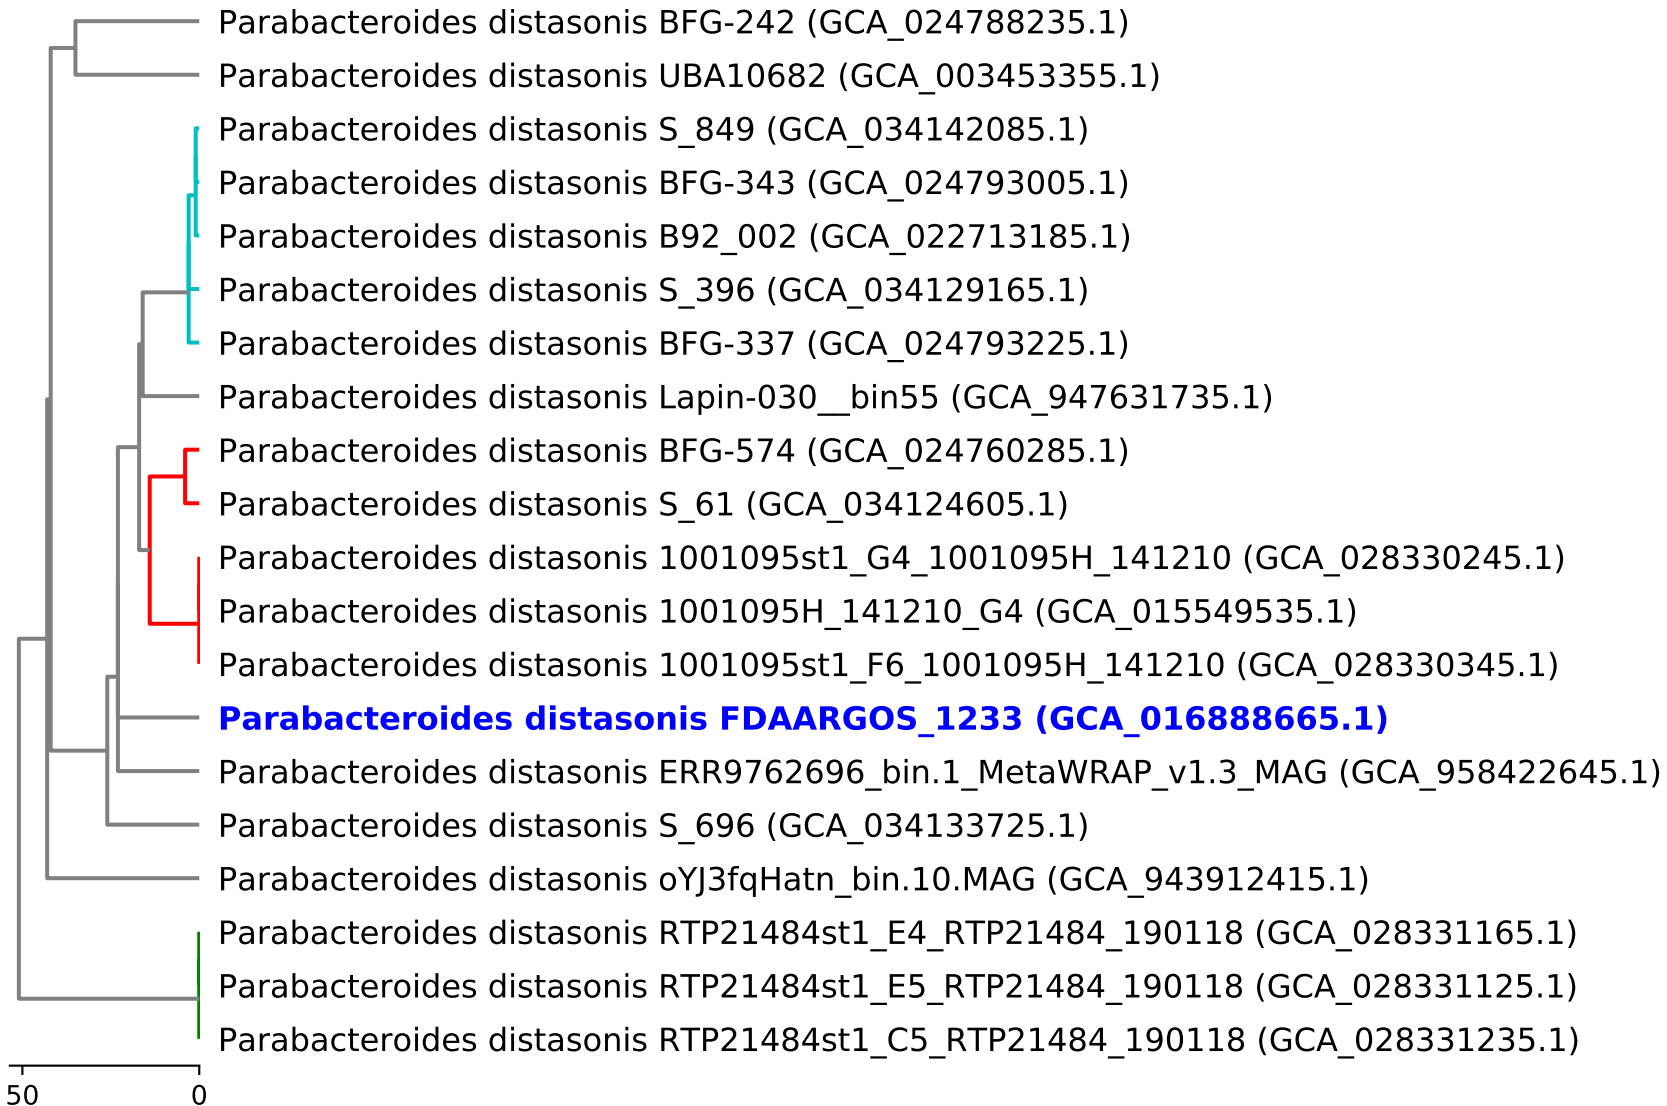 Parabacteroides distasonis BFG-242 (GCA_024788235.1)
Parabacteroides distasonis UBA10682 (GCA_003453355.1)
Parabacteroides distasonis S_849 (GCA_034142085.1)
Parabacteroides distasonis BFG-343 (GCA_024793005.1)
Parabacteroides distasonis B92_002 (GCA_022713185.1)
Parabacteroides distasonis S_396 (GCA_034129165.1)
Parabacteroides distasonis BFG-337 (GCA_024793225.1)
Parabacteroides distasonis Lapin-030__bin55 (GCA_947631735.1)
Parabacteroides distasonis BFG-574 (GCA_024760285.1)
Parabacteroides distasonis S_61 (GCA_034124605.1)
Parabacteroides distasonis 1001095st1_G4_1001095H_141210 (GCA_028330245.1)
Parabacteroides distasonis 1001095H_141210_G4 (GCA_015549535.1)
Parabacteroides distasonis 1001095st1_F6_1001095H_141210 (GCA_028330345.1)
Parabacteroides distasonis FDAARGOS_1233 (GCA_016888665.1)
Parabacteroides distasonis ERR9762696_bin.1_MetaWRAP_v1.3_MAG (GCA_958422645.1)
Parabacteroides distasonis S_696 (GCA_034133725.1)
Parabacteroides distasonis oYJ3fqHatn_bin.10.MAG (GCA_943912415.1)
Parabacteroides distasonis RTP21484st1_E4_RTP21484_190118 (GCA_028331165.1)
Parabacteroides distasonis RTP21484st1_E5_RTP21484_190118 (GCA_028331125.1)
Parabacteroides distasonis RTP21484st1_C5_RTP21484_190118 (GCA_028331235.1)
50 0